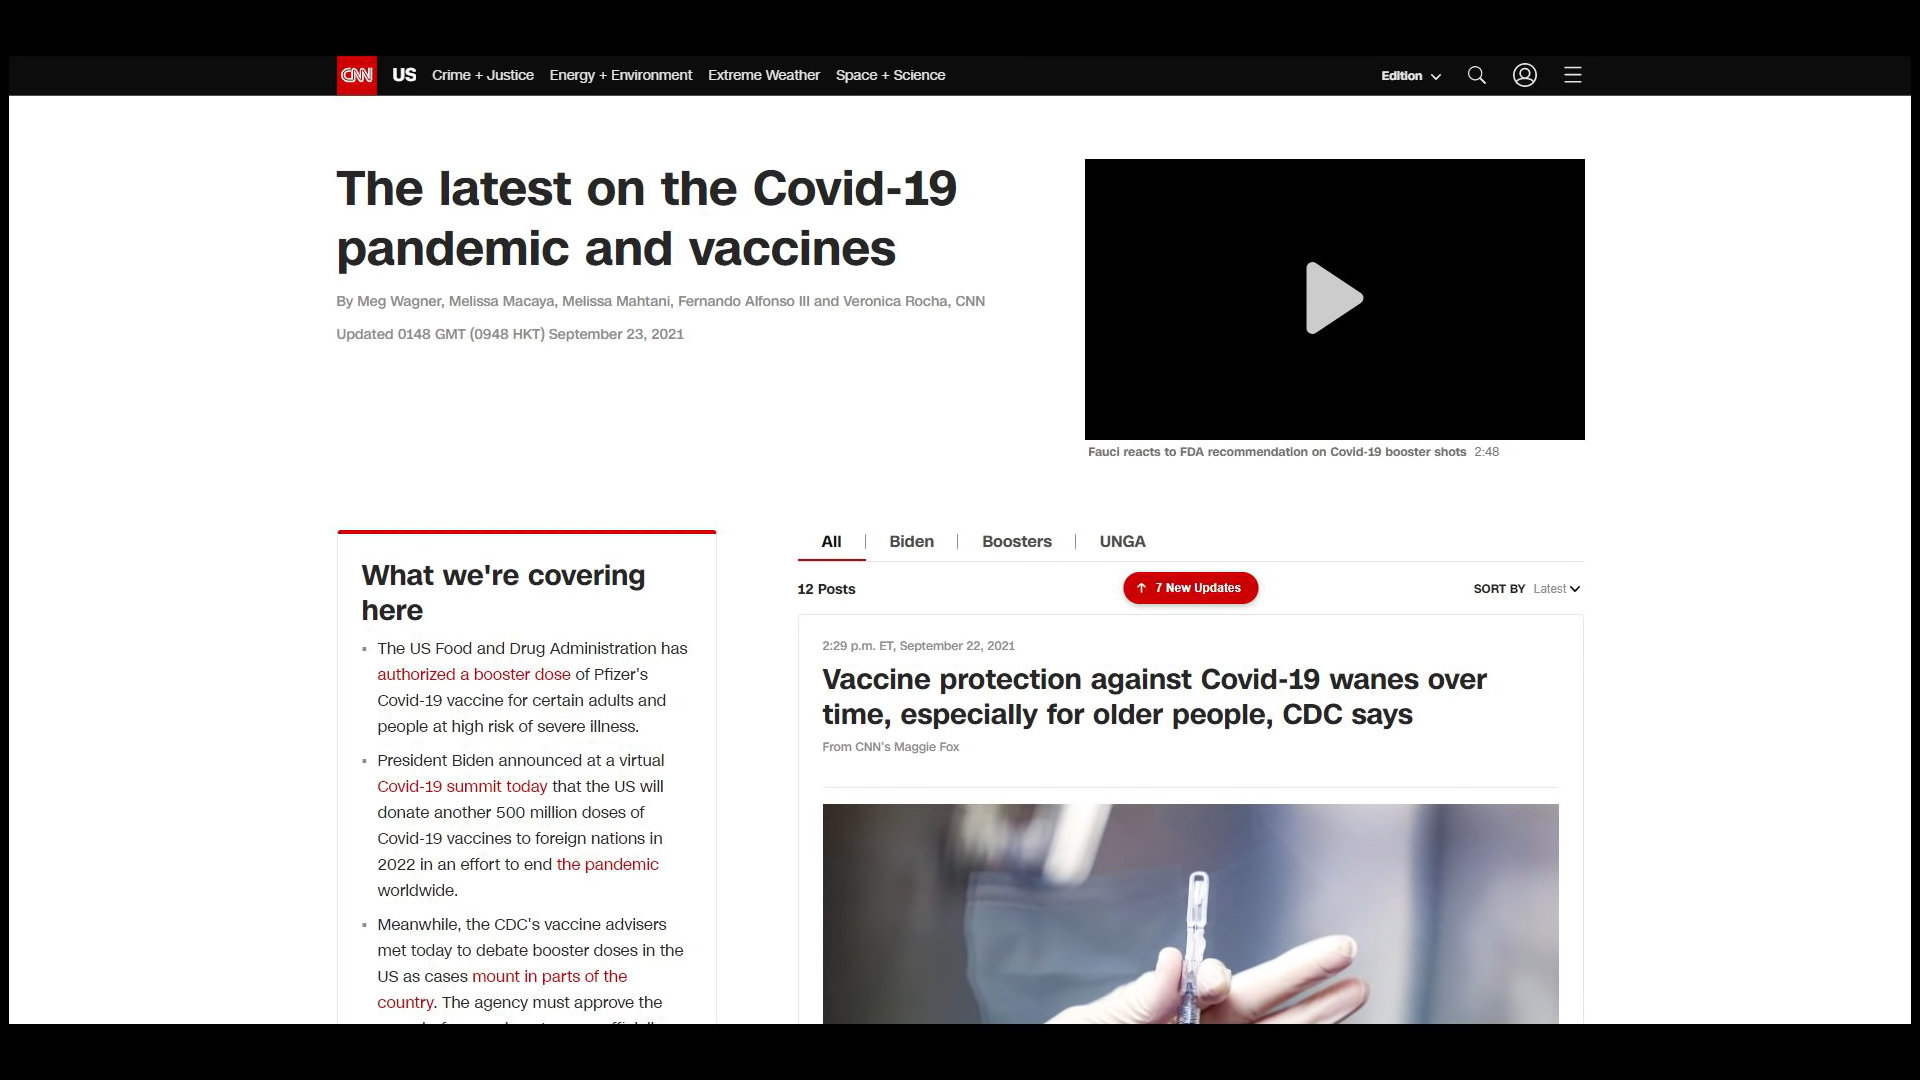 CNN US Crime + Justice Energy + Environment Extreme Weather Space + Science Edition
The latest on the Covid-19
pandemic and vaccines
By Meg Wagner, Melissa Macaya, Melissa Mahtani, Fernando Alfonso III and Veronica Rocha, CNN
Updated 0148 GMT (0948 HKT) September 23, 2021
Fauci reacts to FDA recommendation on Covid-19 booster shots 2:48
What we're covering
here
The US Food and Drug Administration has
authorized a booster dose of Pfizer's
Covid-19 vaccine for certain adults and
people at high risk of severe illness.
President Biden announced at a virtual
Covid-19 summit today that the US will
donate another 500 million doses of
Covid-19 vaccines to foreign nations in
2022 in an effort to end the pandemic
worldwide.
Meanwhile, the CDC's vaccine advisers
met today to debate booster doses in the
US as cases mount in parts of the
country. The agency must approve the
All | Biden | Boosters | UNGA
12 Posts
↑ 7 New Updates
SORT BY Latest
2:29 p.m. ET, September 22, 2021
Vaccine protection against Covid-19 wanes over
time, especially for older people, CDC says
From CNN's Maggie Fox